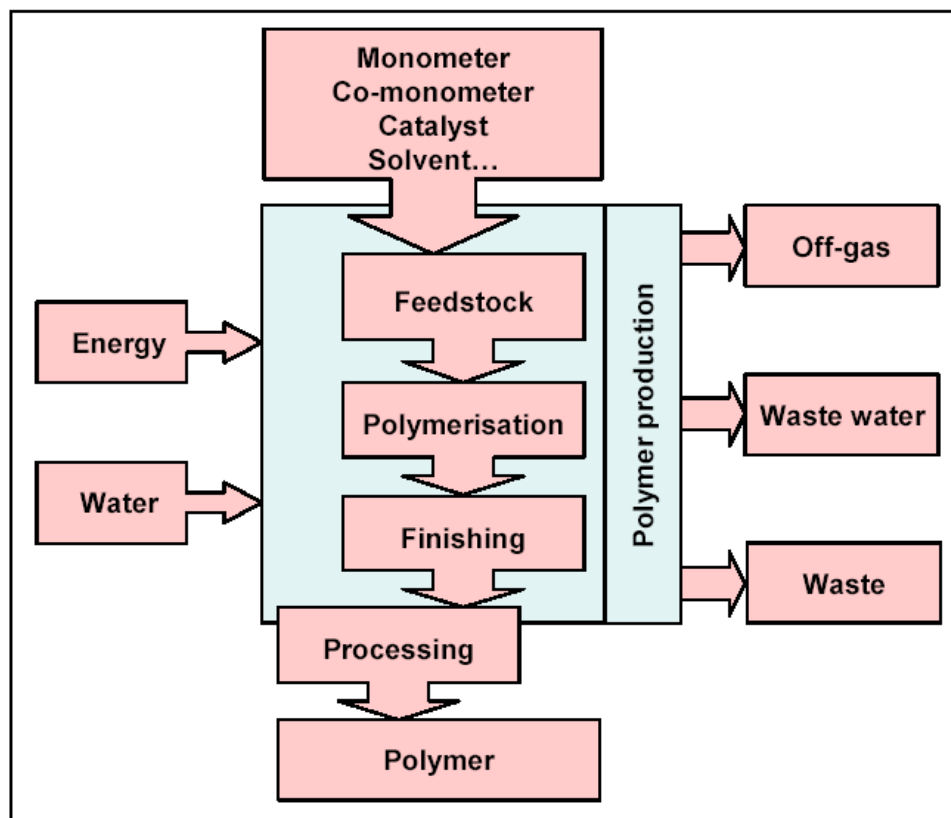 Monometer
Co-monometer
Catalyst
Solvent…
Feedstock
Polymerisation
Finishing
Processing
Polymer
Energy
Water
Polymer production
Off-gas
Waste water
Waste